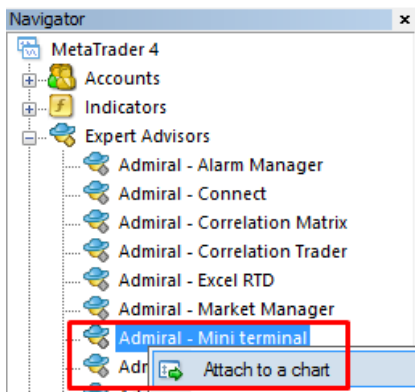 Navigator
MetaTrader 4
Accounts
Indicators
Expert Advisors
Admiral - Alarm Manager
Admiral - Connect
Admiral - Correlation Matrix
Admiral - Correlation Trader
Admiral - Excel RTD
Admiral - Market Manager
Admiral - Mini terminal
Attach to a chart